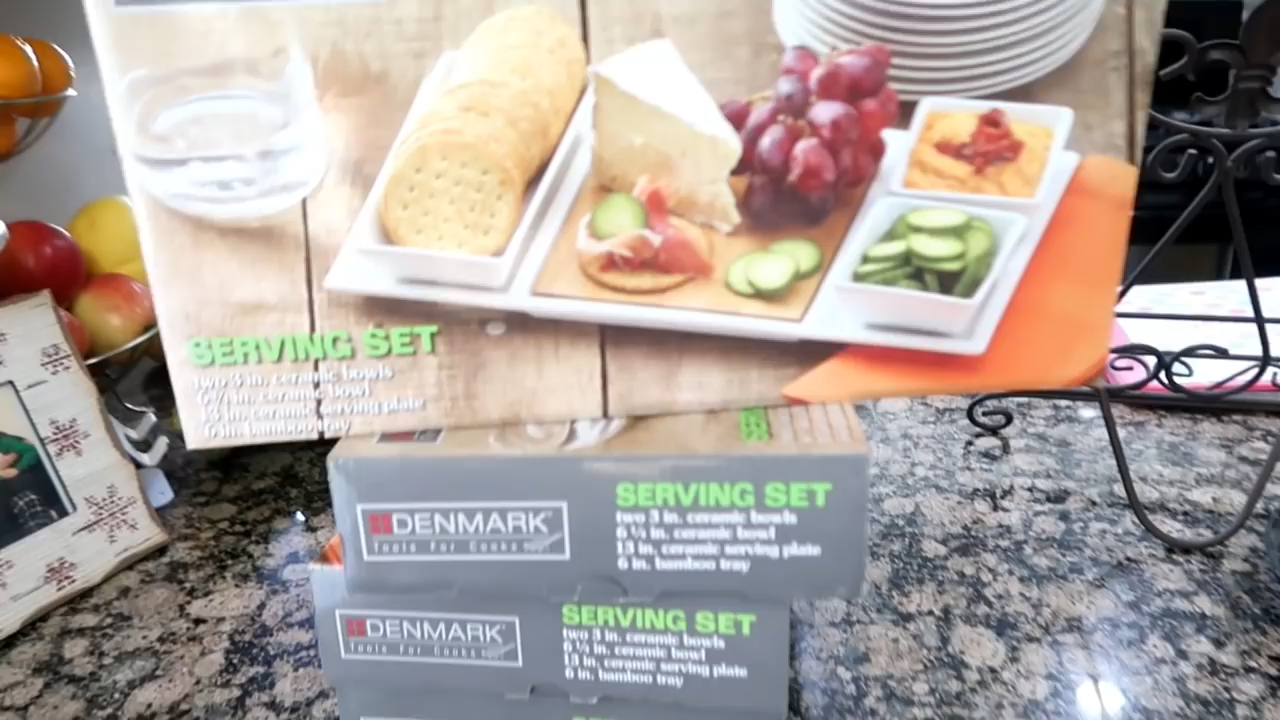 SERVING SET
two 3 in. ceramic bowls
6 ¼ in. ceramic bowl
13 in. ceramic serving plate
6 in. bamboo tray
DENMARK
Tools For Cooks
SERVING SET
two 3 in. ceramic bowls
6 ¼ in. ceramic bowl
13 in. ceramic serving plate
6 in. bamboo tray
DENMARK
Tools For Cooks
SERVING SET
two 3 in. ceramic bowls
6 ¼ in. ceramic bowl
13 in. ceramic serving plate
6 in. bamboo tray